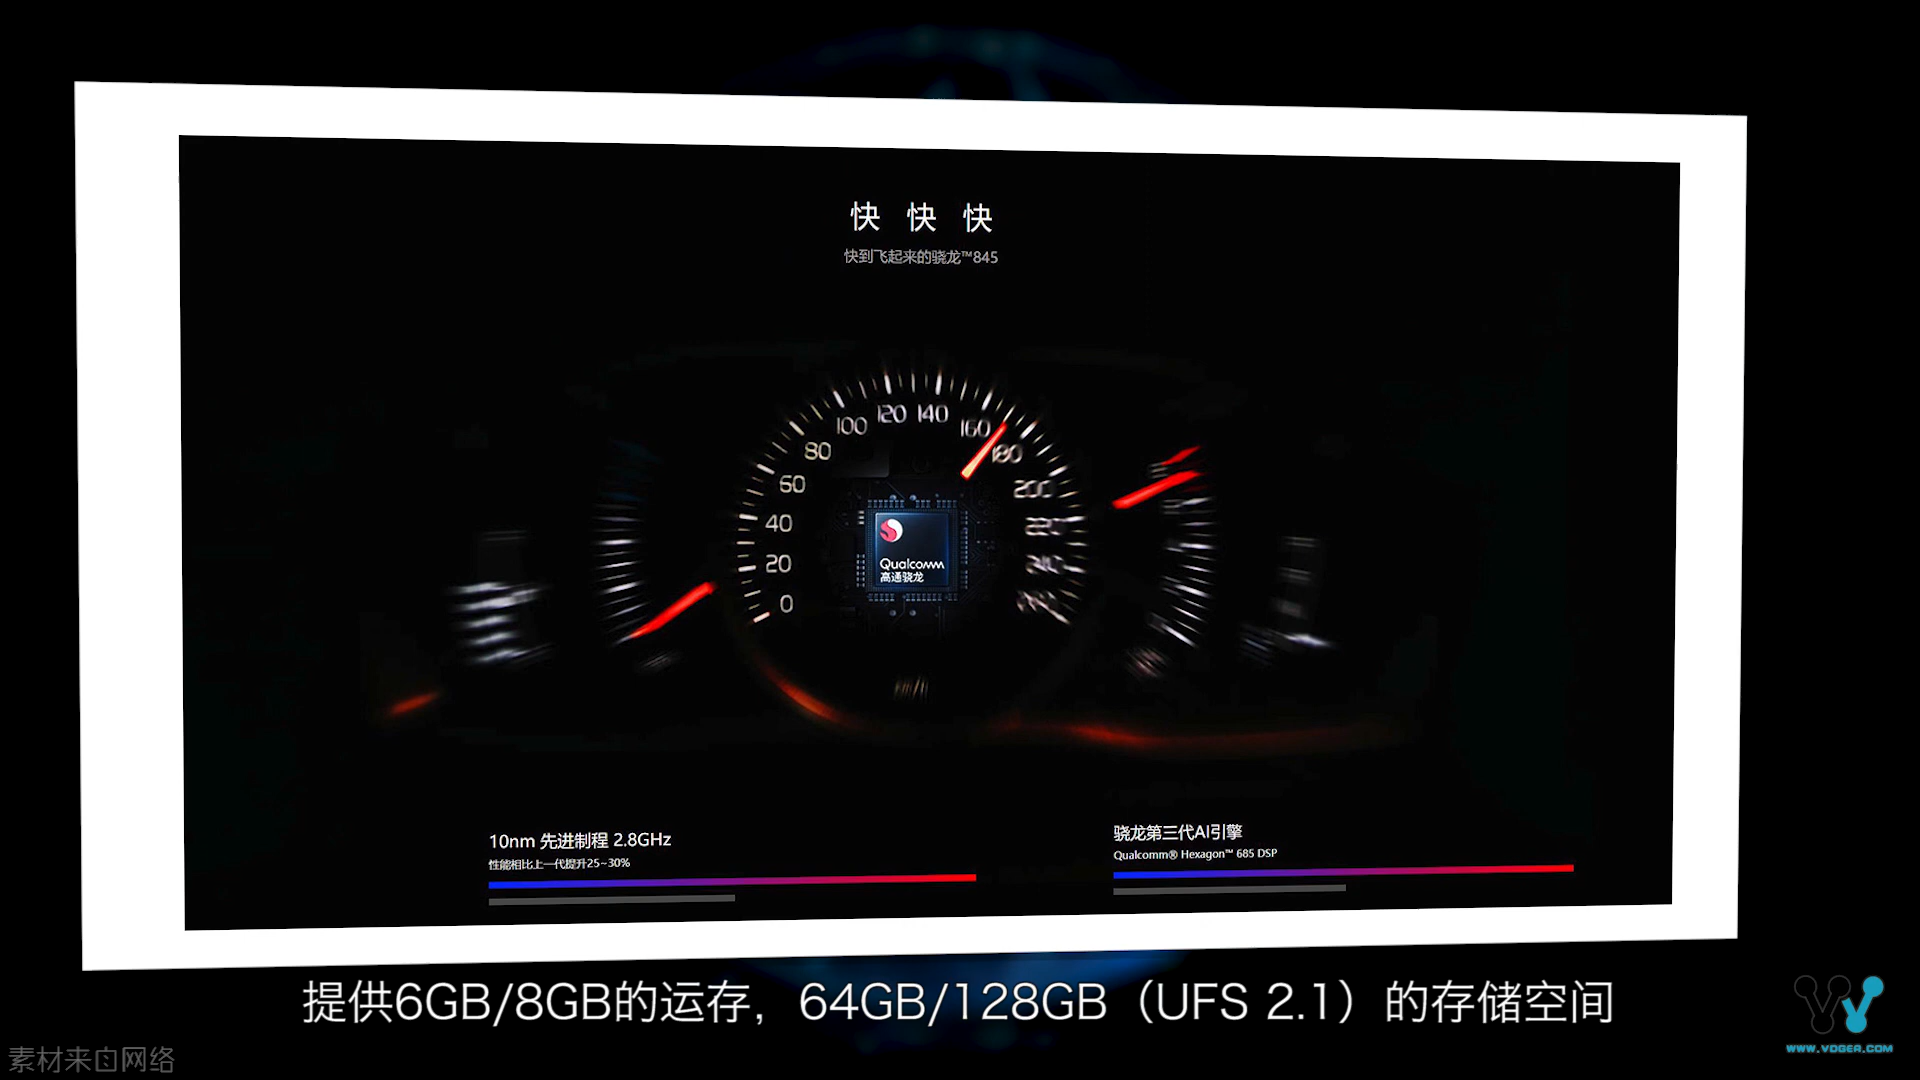 快 快 快
快到飞起来的骁龙™845
100
120
140
160
80
180
60
200
40
220
20
240
0
260
Qualcomm
高通骁龙
10nm 先进制程 2.8GHz
性能相比上一代提升25~30%
骁龙第三代AI引擎
Qualcomm® Hexagon™ 685 DSP
提供6GB/8GB的运存，64GB/128GB（UFS 2.1）的存储空间
素材来自网络
WWW.VOGER.COM